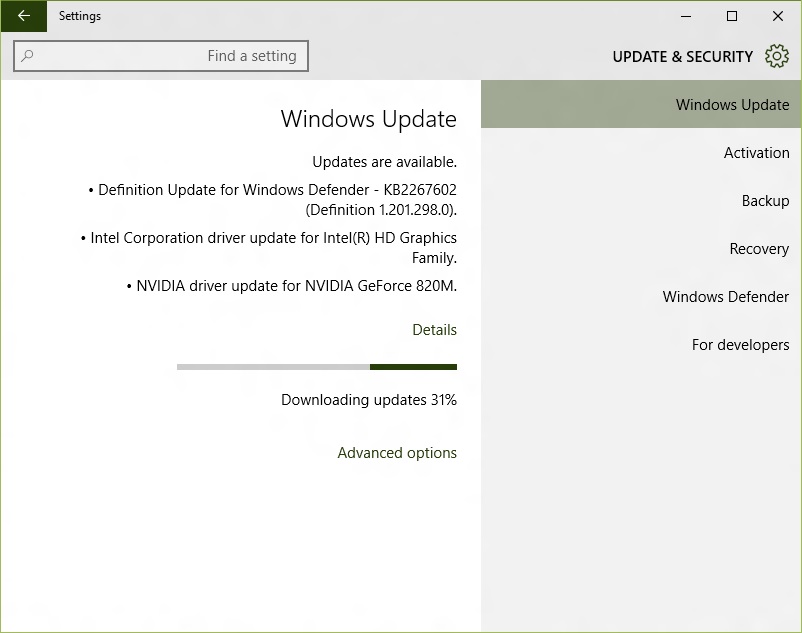 Settings
Find a setting
UPDATE & SECURITY
Windows Update
Updates are available.
• Definition Update for Windows Defender - KB2267602
(Definition 1.201.298.0).
• Intel Corporation driver update for Intel(R) HD Graphics
Family.
• NVIDIA driver update for NVIDIA GeForce 820M.
Details
Downloading updates 31%
Advanced options
Windows Update
Activation
Backup
Recovery
Windows Defender
For developers